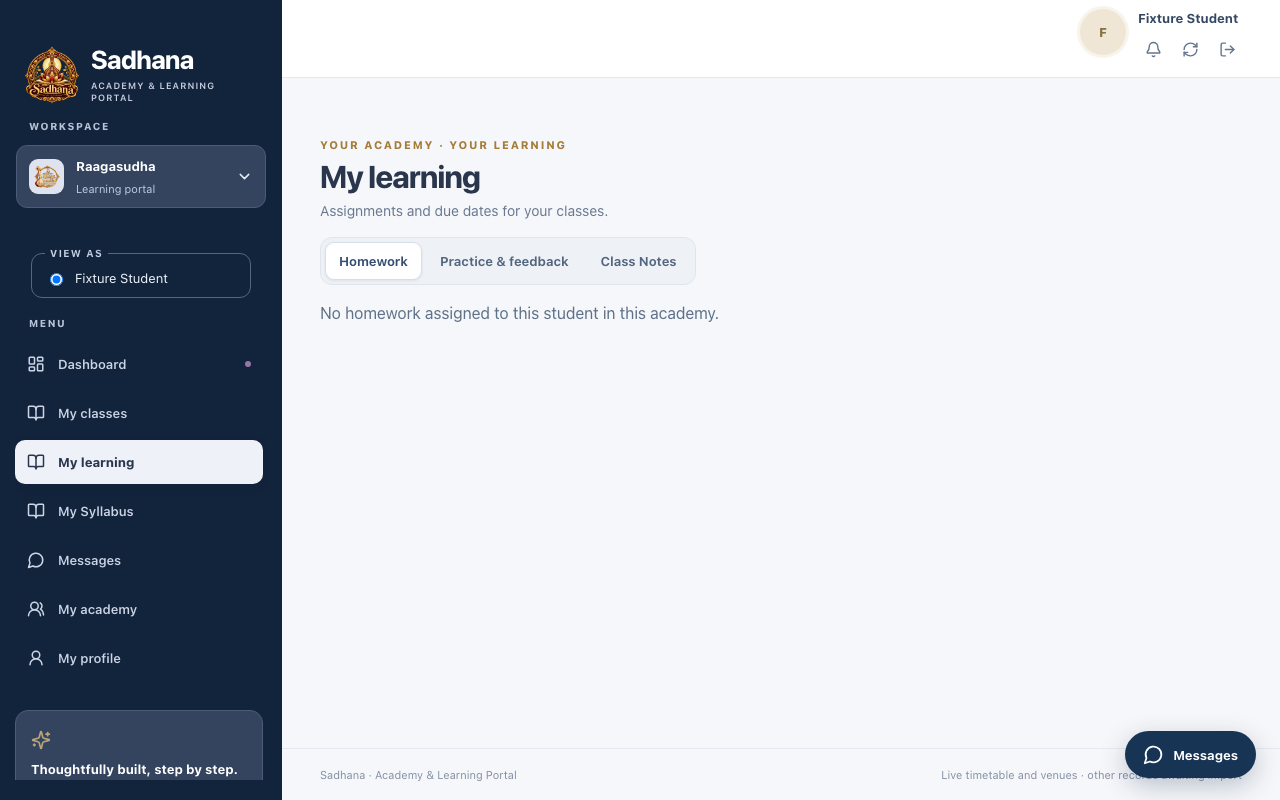 Sadhana
Sadhana
ACADEMY & LEARNING
PORTAL
WORKSPACE
Raagasudha
Learning portal
VIEW AS
Fixture Student
MENU
Dashboard
My classes
My learning
My Syllabus
Messages
My academy
My profile
Thoughtfully built, step by step.
F
Fixture Student
YOUR ACADEMY · YOUR LEARNING
My learning
Assignments and due dates for your classes.
Homework
Practice & feedback
Class Notes
No homework assigned to this student in this academy.
Sadhana · Academy & Learning Portal
Live timetable and venues · other
Messages